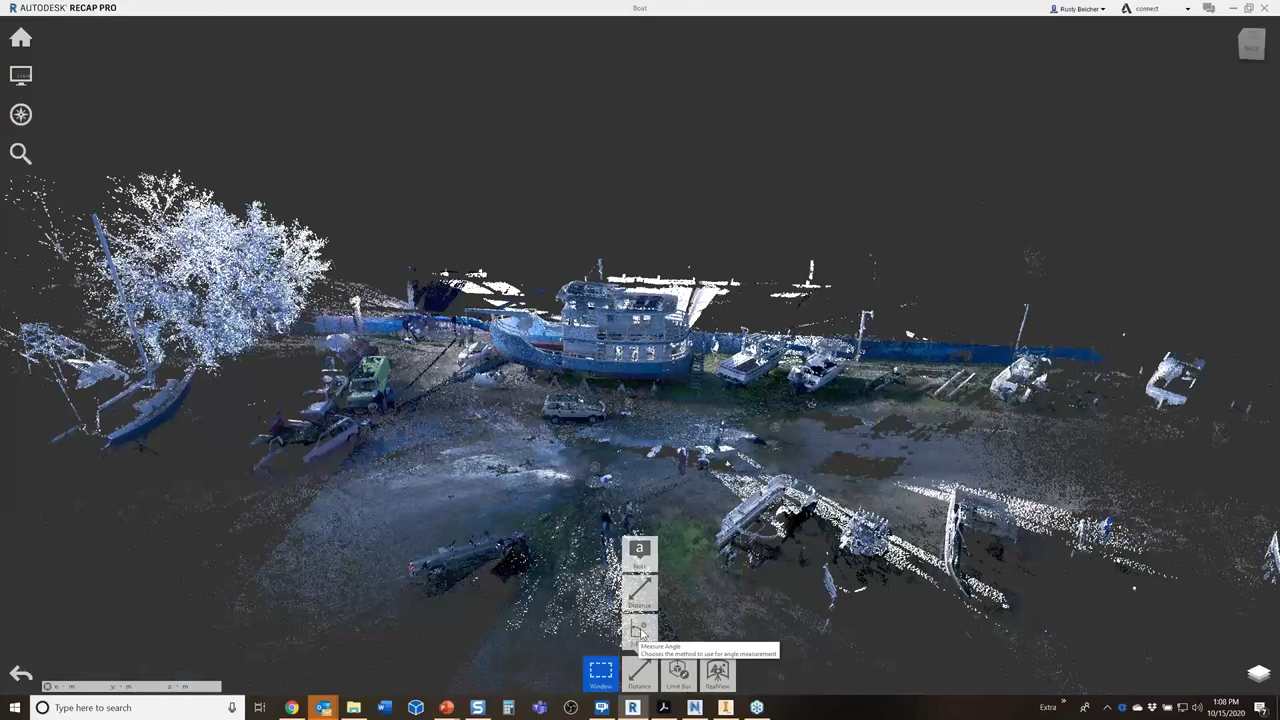 R AUTODESK RECAP PRO
Boat
Rusty Belcher
connect
BACK
a
Note
Distance
Measure Angle
Chooses the method to use for angle measurement
Window
Distance
Limit Box
RealView
x: - m y: - m z: - m
Type here to search
Extra
1:08 PM
10/15/2020